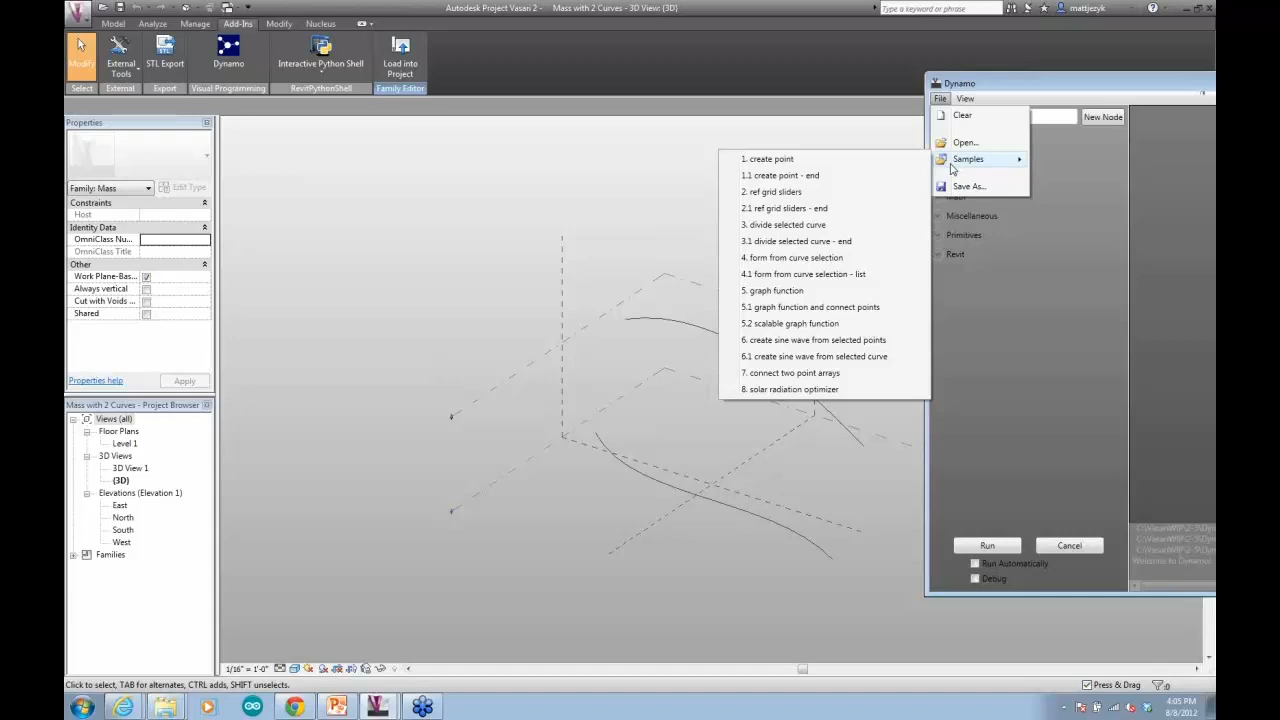 Autodesk Project Vasari 2 - Mass with 2 Curves - 3D View: {3D}
Type a keyword or phrase
mattjezyk
Model Analyze Manage Add-Ins Modify Nucleus
Modify
External Tools
STL Export
Dynamo
Interactive Python Shell
Load into Project
Select External Export Visual Programming RevitPythonShell Family Editor
Properties
Family: Mass
Edit Type
Constraints
Host
Identity Data
OmniClass Nu...
OmniClass Title
Other
Work Plane-Bas...
Always vertical
Cut with Voids ...
Shared
Properties help
Apply
Mass with 2 Curves - Project Browser
Views (all)
Floor Plans
Level 1
3D Views
3D View 1
{3D}
Elevations (Elevation 1)
East
North
South
West
Families
1. create point
1.1 create point - end
2. ref grid sliders
2.1 ref grid sliders - end
3. divide selected curve
3.1 divide selected curve - end
4. form from curve selection
4.1 form from curve selection - list
5. graph function
5.1 graph function and connect points
5.2 scalable graph function
6. create sine wave from selected points
6.1 create sine wave from selected curve
7. connect two point arrays
8. solar radiation optimizer
Dynamo
File View
Clear
Open...
Samples
Save As...
New Node
Math
Miscellaneous
Primitives
Revit
Run
Cancel
Run Automatically
Debug
Welcome to Dynamo!
1/16" = 1'-0"
Click to select, TAB for alternates, CTRL adds, SHIFT unselects.
Press & Drag
:0
4:05 PM
8/8/2012